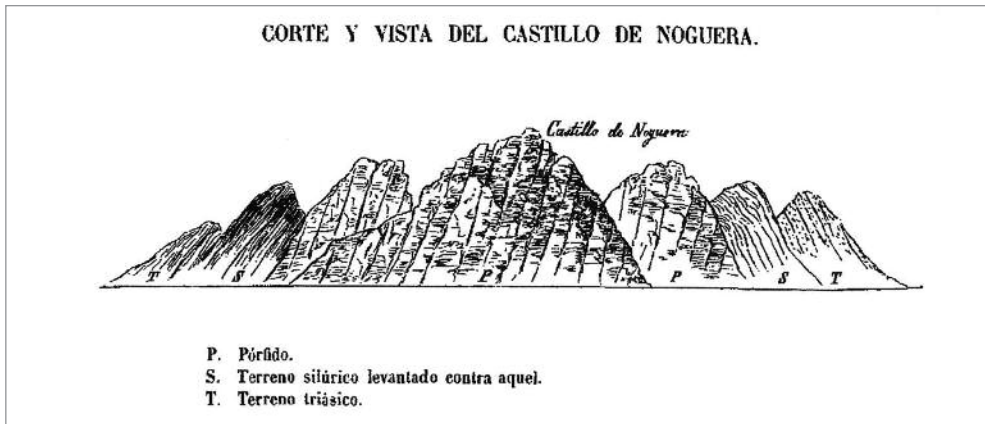 CORTE Y VISTA DEL CASTILLO DE NOGUERA.
Castillo de Noguera
P
T S P P S T
P. Pórfido.
S. Terreno silúrico levantado contra aquel.
T. Terreno triásico.